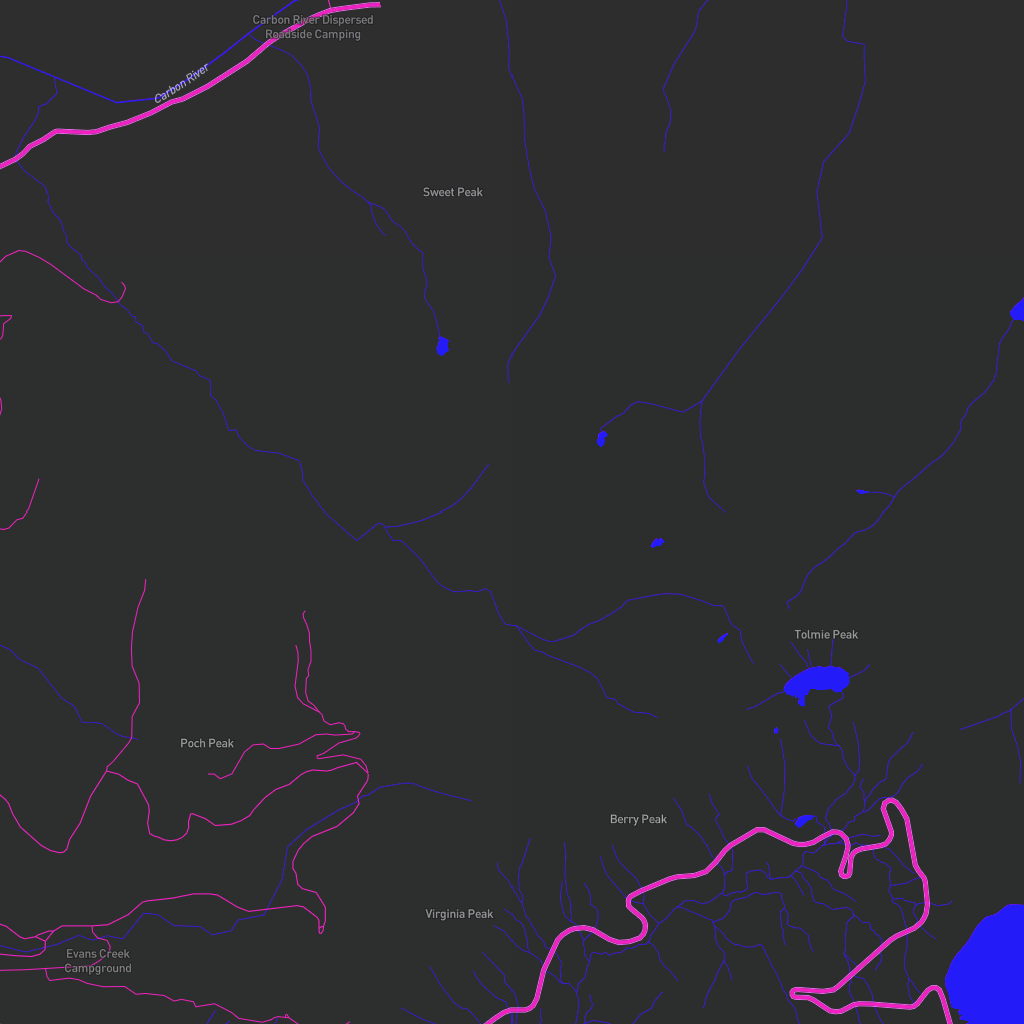 Carbon River Dispersed
Roadside Camping
Carbon River
Sweet Peak
Tolmie Peak
Poch Peak
Berry Peak
Virginia Peak
Evans Creek
Campground